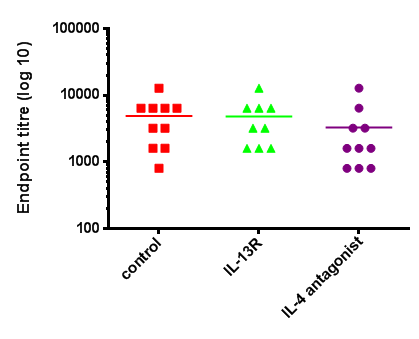 Endpoint titre (log 10)
100000
10000
1000
100
control
IL-13R
IL-4 antagonist